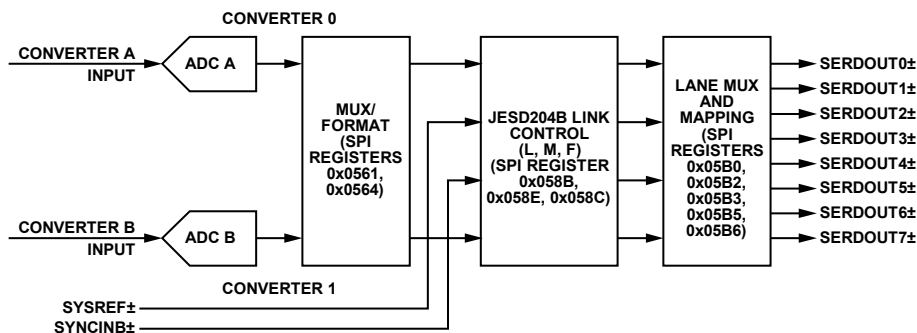 CONVERTER 0
CONVERTER A
INPUT
ADC A
MUX/
FORMAT
(SPI
REGISTERS
0x0561,
0x0564)
JESD204B LINK
CONTROL
(L, M, F)
(SPI REGISTER
0x058B,
0x058E, 0x058C)
LANE MUX
AND
MAPPING
(SPI
REGISTERS
0x05B0,
0x05B2,
0x05B3,
0x05B5,
0x05B6)
SERDOUT0±
SERDOUT1±
SERDOUT2±
SERDOUT3±
SERDOUT4±
SERDOUT5±
SERDOUT6±
SERDOUT7±
CONVERTER B
INPUT
ADC B
CONVERTER 1
SYSREF±
SYNCINB±